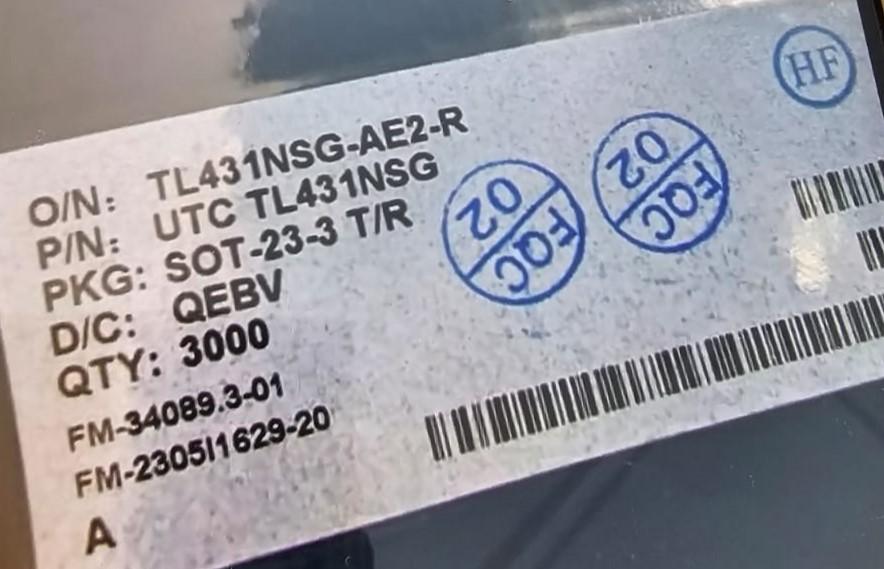 HF
O/N: TL431NSG-AE2-R
P/N: UTC TL431NSG
PKG: SOT-23-3 T/R
D/C: QEBV
QTY: 3000
FM-34089.3-01
FM-2305I1629-20
A
02
FQC
02
FQC